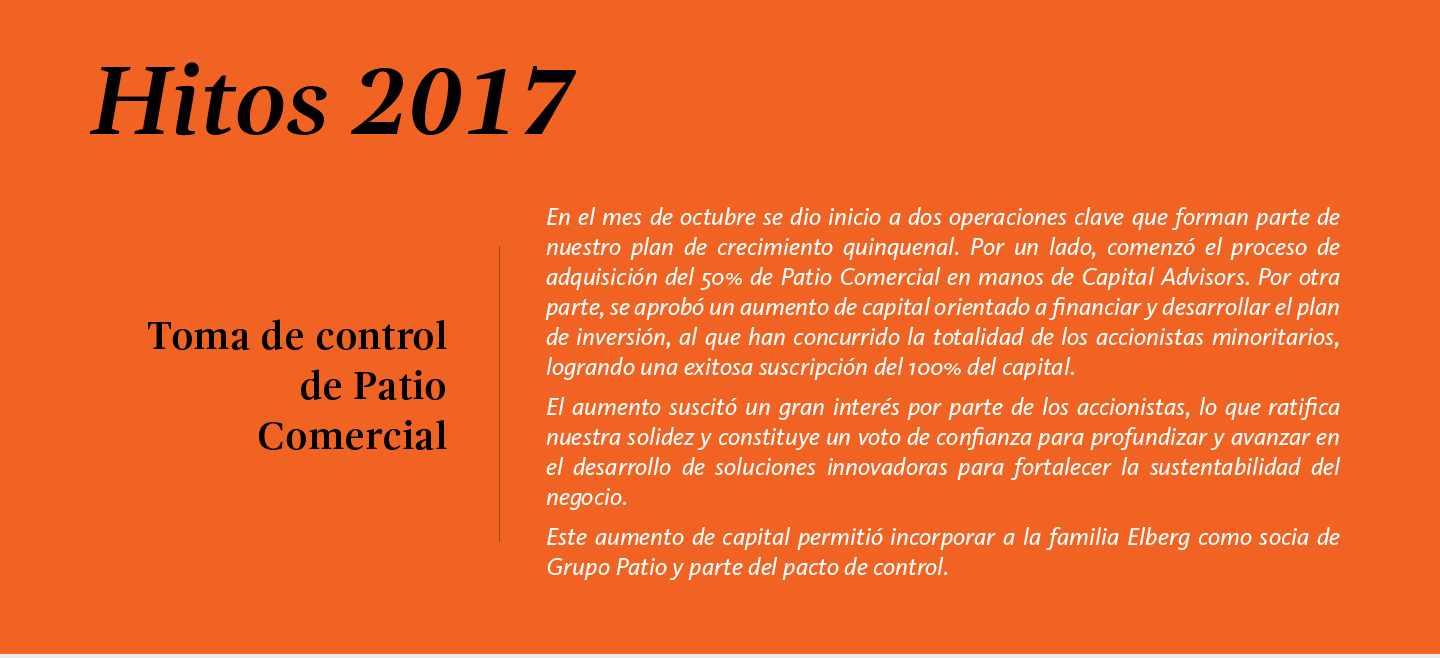 Hitos 2017
Toma de control
de Patio
Comercial
En el mes de octubre se dio inicio a dos operaciones clave que forman parte de
nuestro plan de crecimiento quinquenal. Por un lado, comenzó el proceso de
adquisición del 50% de Patio Comercial en manos de Capital Advisors. Por otra
parte, se aprobó un aumento de capital orientado a financiar y desarrollar el plan
de inversión, al que han concurrido la totalidad de los accionistas minoritarios,
logrando una exitosa suscripción del 100% del capital.
El aumento suscitó un gran interés por parte de los accionistas, lo que ratifica
nuestra solidez y constituye un voto de confianza para profundizar y avanzar en
el desarrollo de soluciones innovadoras para fortalecer la sustentabilidad del
negocio.
Este aumento de capital permitió incorporar a la familia Elberg como socia de
Grupo Patio y parte del pacto de control.